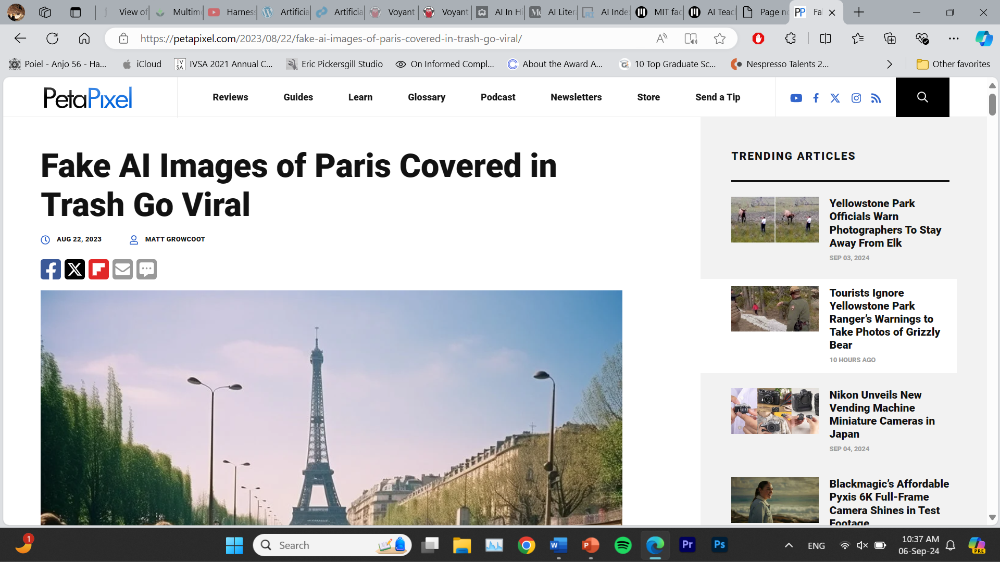 View of
Multime
Harness
Artificia
Artificia
Voyant
Voyant
AI In Hi
AI Litera
AI Inde
MIT fac
AI Teac
Page no
Fa
https://petapixel.com/2023/08/22/fake-ai-images-of-paris-covered-in-trash-go-viral/
Poiel - Anjo 56 - Ha...
iCloud
IVSA 2021 Annual C...
Eric Pickersgill Studio
On Informed Compl...
About the Award A...
10 Top Graduate Sc...
Nespresso Talents 2...
Other favorites
PetaPixel
Reviews
Guides
Learn
Glossary
Podcast
Newsletters
Store
Send a Tip
Fake AI Images of Paris Covered in
Trash Go Viral
AUG 22, 2023
MATT GROWCOOT
TRENDING ARTICLES
Yellowstone Park
Officials Warn
Photographers To Stay
Away From Elk
SEP 03, 2024
Tourists Ignore
Yellowstone Park
Ranger’s Warnings to
Take Photos of Grizzly
Bear
10 HOURS AGO
Nikon Unveils New
Vending Machine
Miniature Cameras in
Japan
SEP 04, 2024
Blackmagic’s Affordable
Pyxis 6K Full-Frame
Camera Shines in Test
Footage
1
Search
Pr
Ps
ENG
10:37 AM
06-Sep-24
PRE